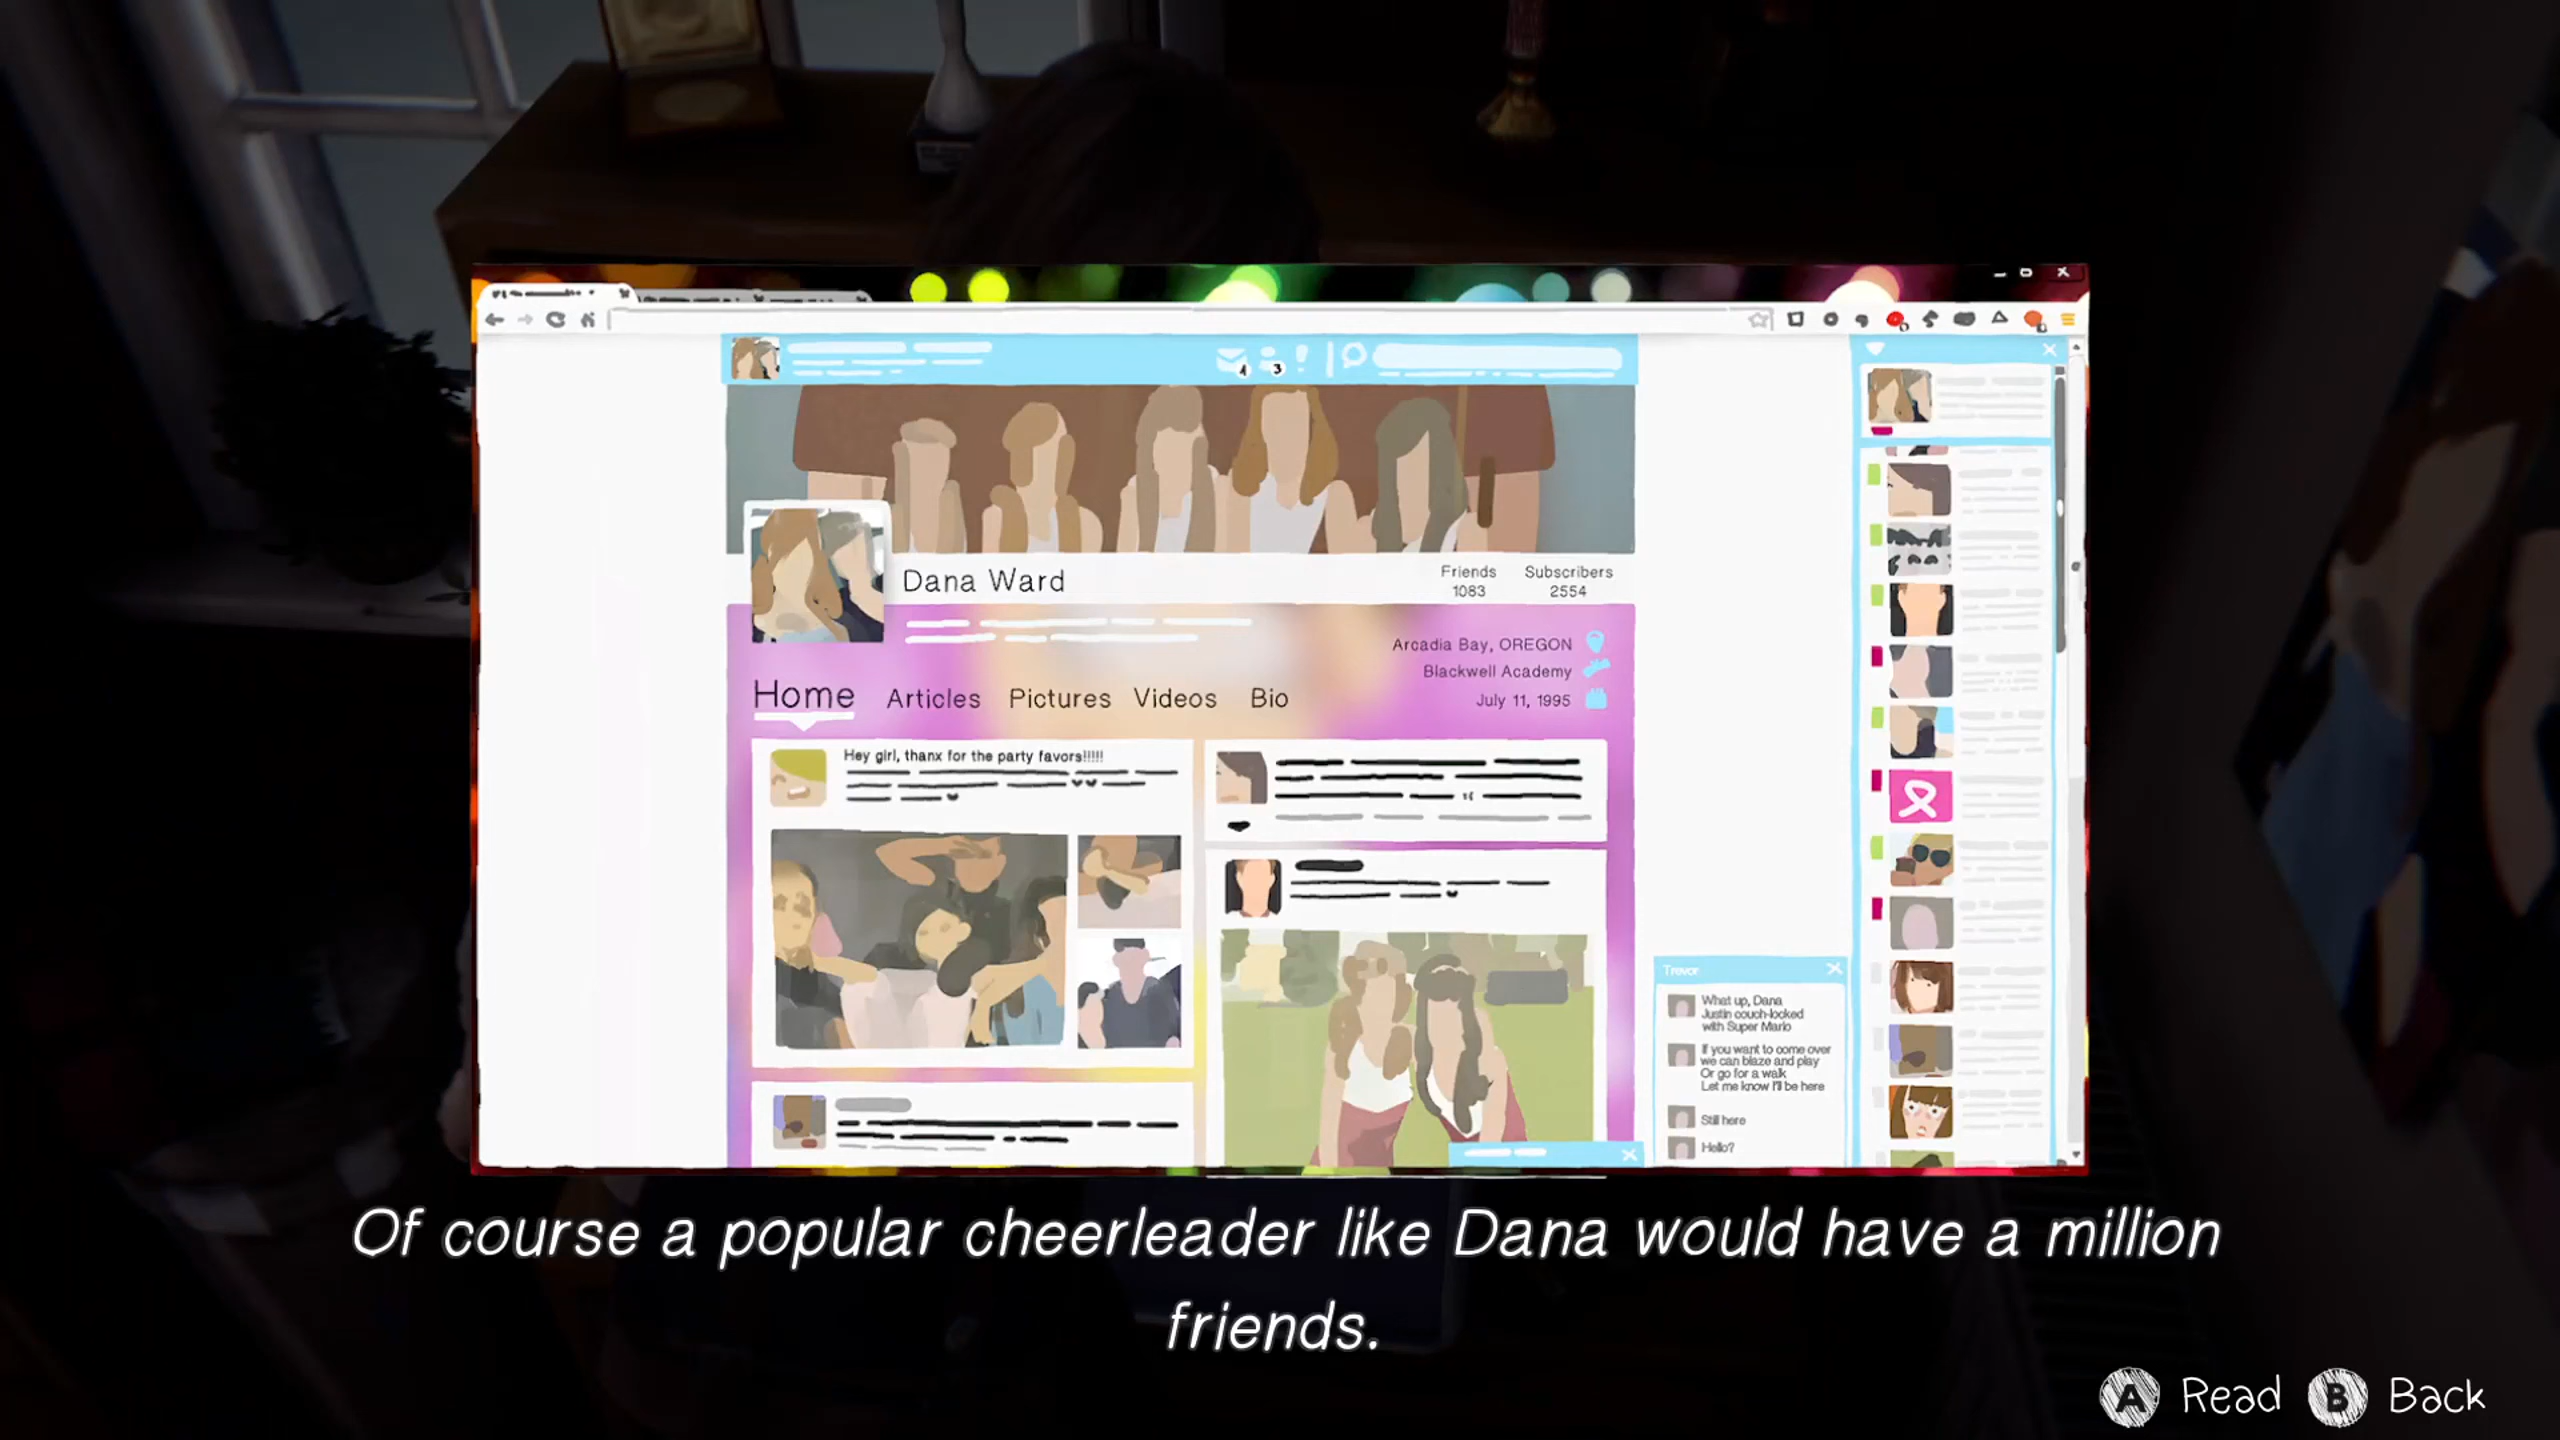 1
3
Dana Ward
Friends
1083
Subscribers
2554
Arcadia Bay, OREGON
Blackwell Academy
July 11, 1995
Home
Articles
Pictures
Videos
Bio
Hey girl, thanx for the party favors!!!!!
Trevor
What up, Dana
Justin couch-locked
with Super Mario
If you want to come over
we can blaze and play
Or go for a walk
Let me know I'll be here
Still here
Hello?
Of course a popular cheerleader like Dana would have a million
friends.
A Read B Back